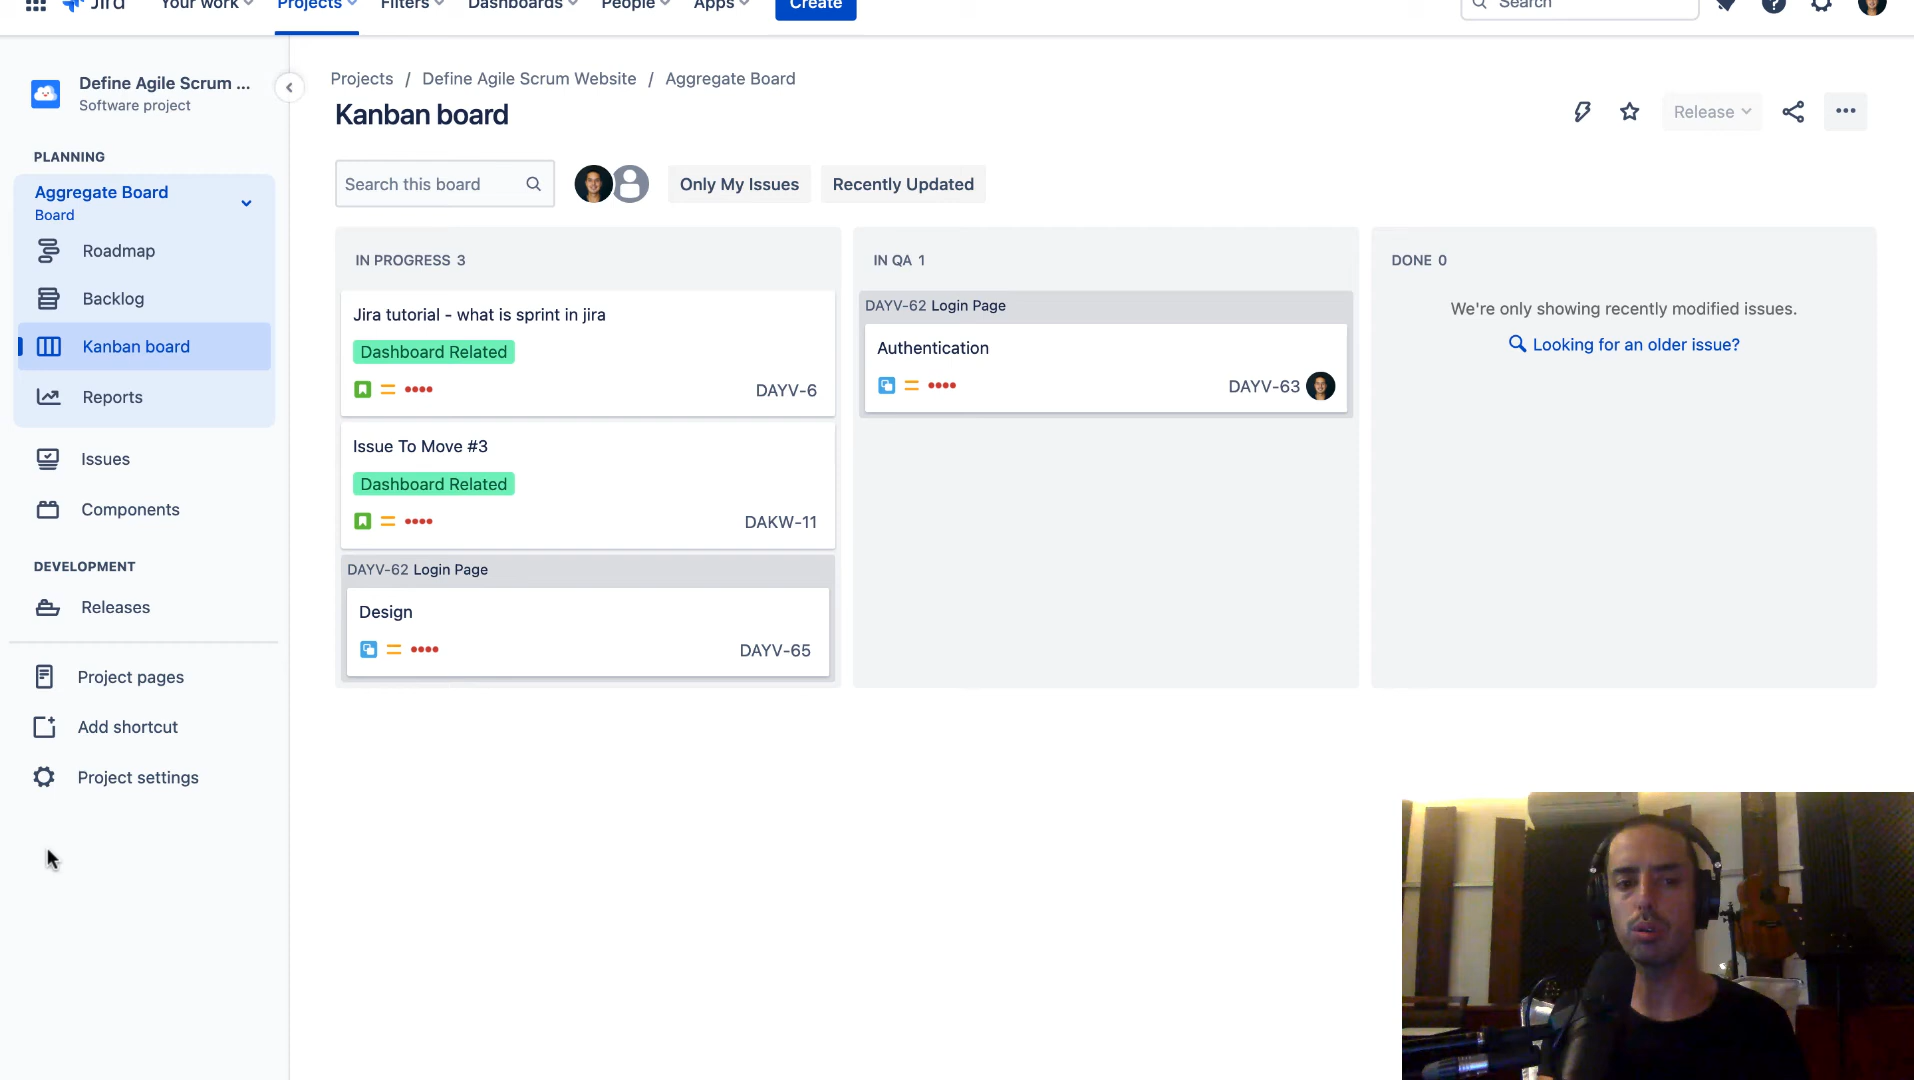 Jira
Your work
Projects
Filters
Dashboards
People
Apps
Create
Search
Define Agile Scrum ...
Software project
PLANNING
Aggregate Board
Board
Roadmap
Backlog
Kanban board
Reports
Issues
Components
DEVELOPMENT
Releases
Project pages
Add shortcut
Project settings
Projects / Define Agile Scrum Website / Aggregate Board
Kanban board
Release
Search this board
Only My Issues
Recently Updated
IN PROGRESS 3
Jira tutorial - what is sprint in jira
Dashboard Related
DAYV-6
Issue To Move #3
Dashboard Related
DAKW-11
DAYV-62 Login Page
Design
DAYV-65
IN QA 1
DAYV-62 Login Page
Authentication
DAYV-63
DONE 0
We're only showing recently modified issues.
Looking for an older issue?